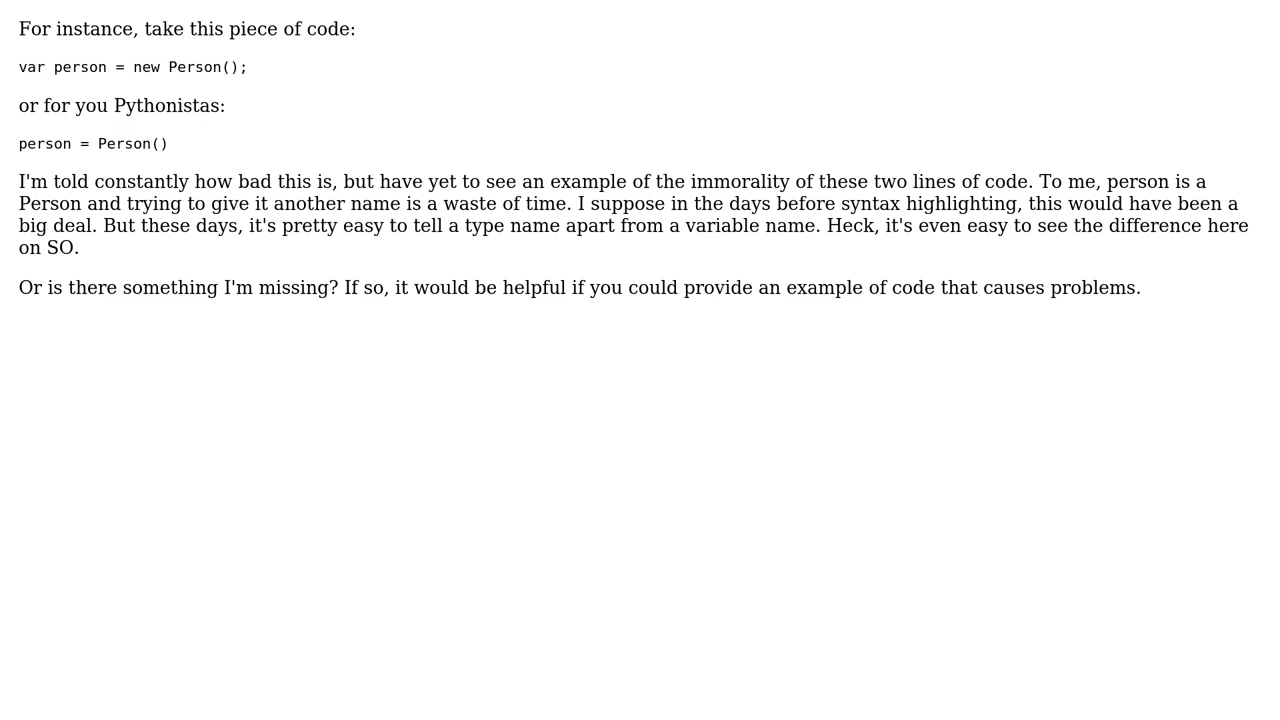 For instance, take this piece of code:
var person = new Person();
or for you Pythonistas:
person = Person()
I'm told constantly how bad this is, but have yet to see an example of the immorality of these two lines of code. To me, person is a
Person and trying to give it another name is a waste of time. I suppose in the days before syntax highlighting, this would have been a
big deal. But these days, it's pretty easy to tell a type name apart from a variable name. Heck, it's even easy to see the difference here
on SO.
Or is there something I'm missing? If so, it would be helpful if you could provide an example of code that causes problems.